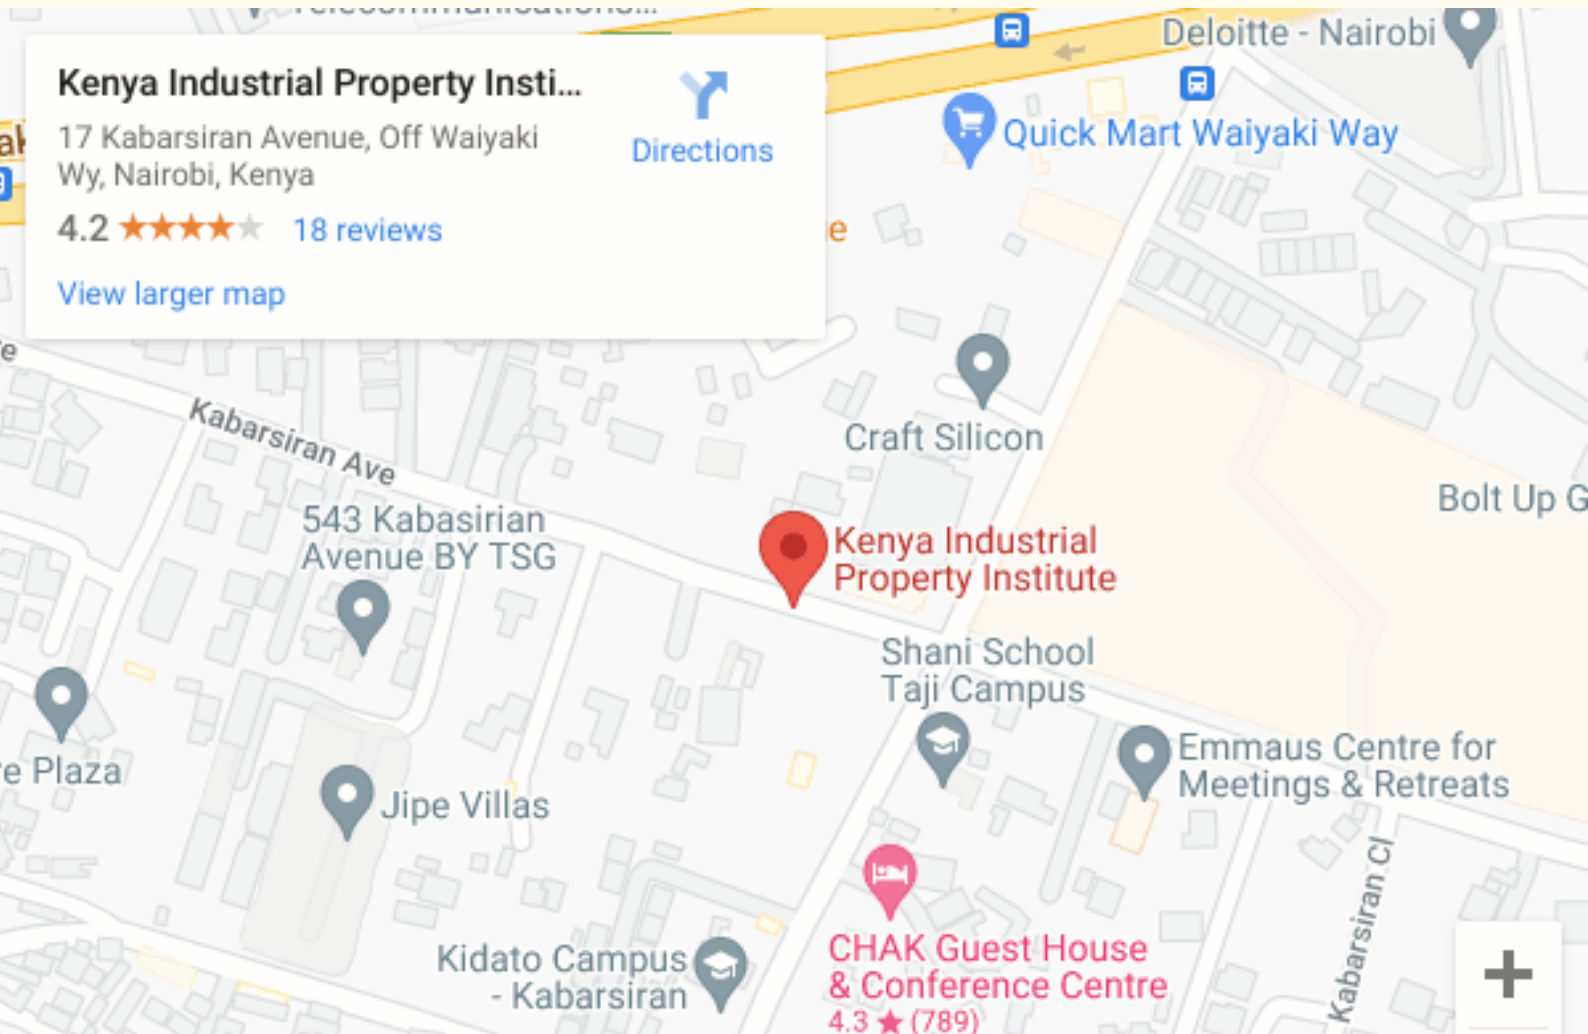 Telecommunications...
Kenya Industrial Property Insti...
17 Kabarsiran Avenue, Off Waiyaki
Wy, Nairobi, Kenya
Directions
4.2
18 reviews
View larger map
Deloitte - Nairobi
Quick Mart Waiyaki Way
Craft Silicon
Kabarsiran Ave
Bolt Up G
543 Kabasirian
Avenue BY TSG
Kenya Industrial
Property Institute
Shani School
Taji Campus
Emmaus Centre for
Meetings & Retreats
e Plaza
Jipe Villas
Kabarsiran Cl
Kidato Campus
- Kabarsiran
CHAK Guest House
& Conference Centre
4.3 ★ (789)
+